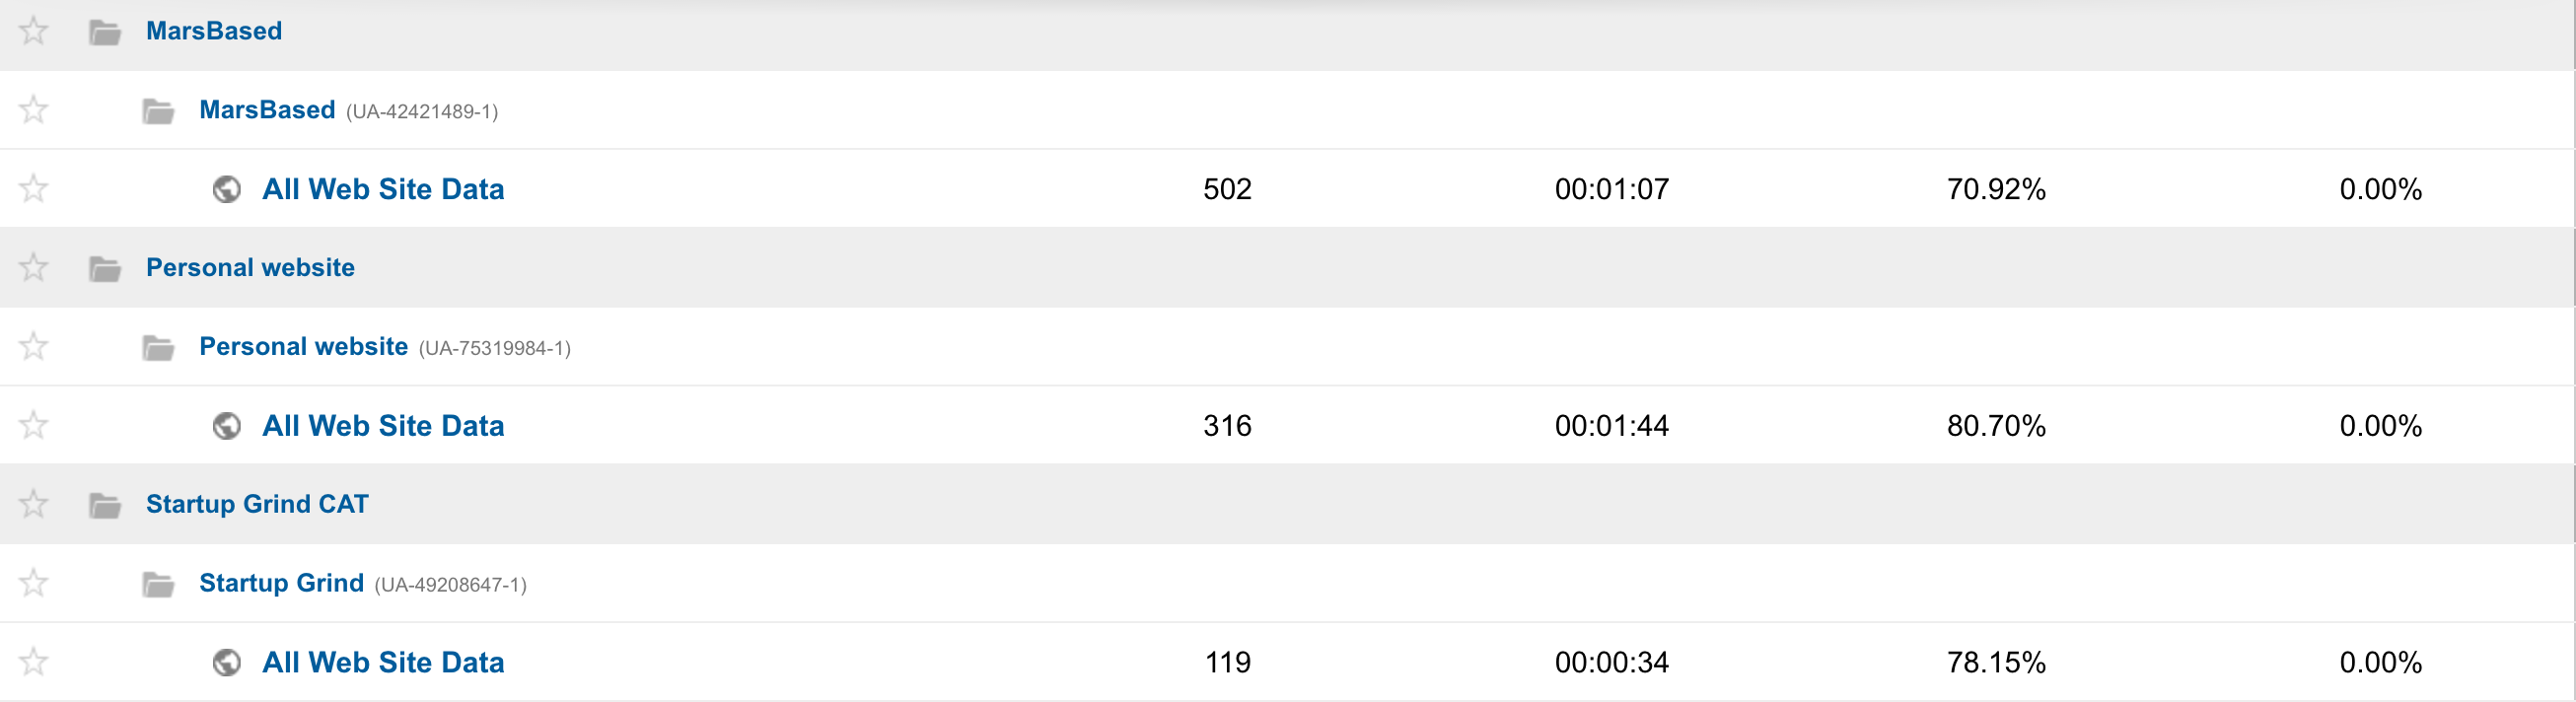 MarsBased
MarsBased (UA-42421489-1)
All Web Site Data 502 00:01:07 70.92% 0.00%
Personal website
Personal website (UA-75319984-1)
All Web Site Data 316 00:01:44 80.70% 0.00%
Startup Grind CAT
Startup Grind (UA-49208647-1)
All Web Site Data 119 00:00:34 78.15% 0.00%